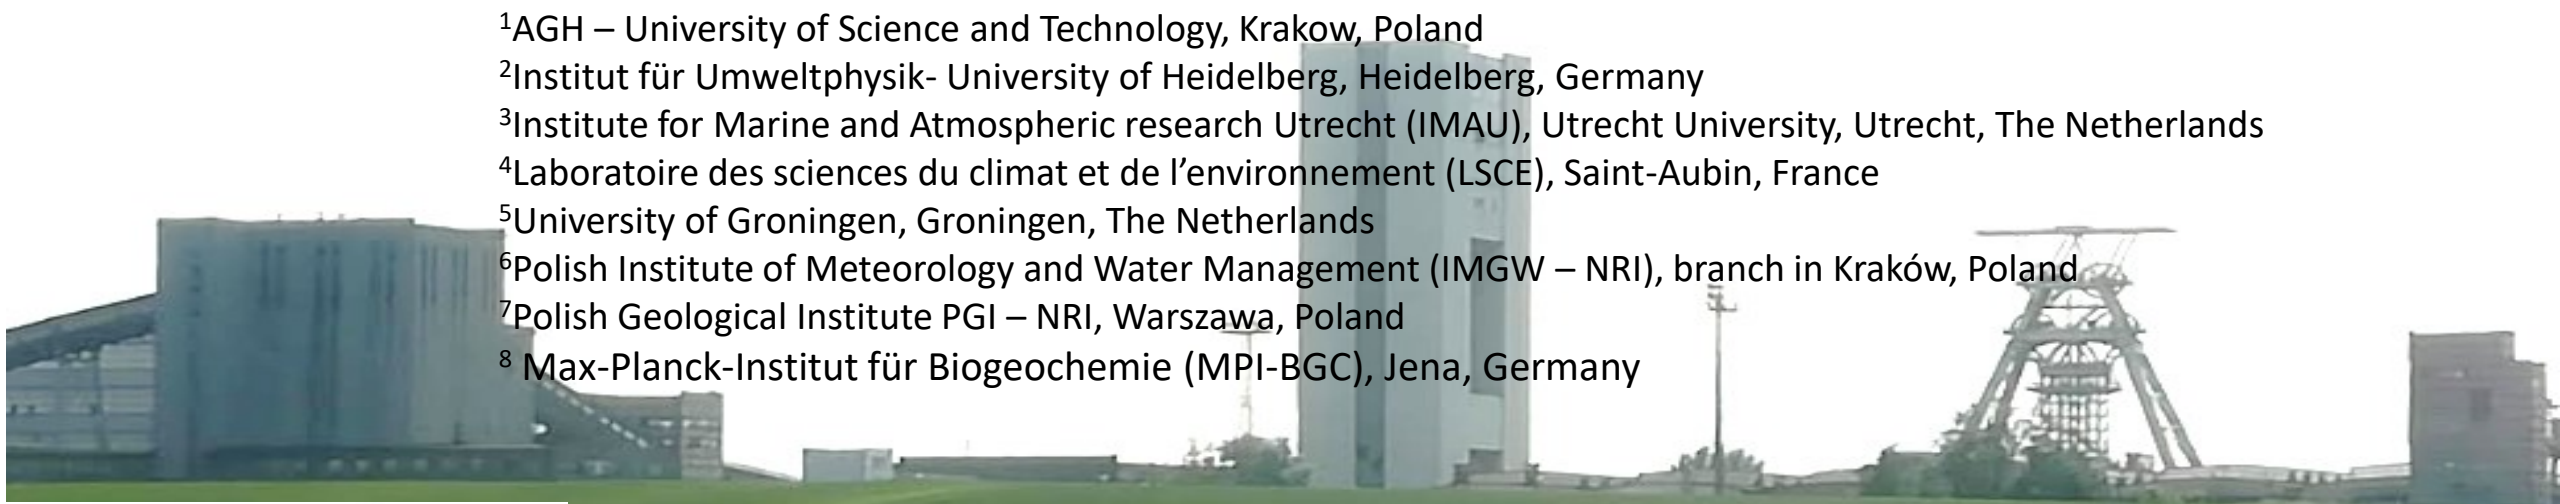 ¹AGH – University of Science and Technology, Krakow, Poland
²Institut für Umweltphysik- University of Heidelberg, Heidelberg, Germany
³Institute for Marine and Atmospheric research Utrecht (IMAU), Utrecht University, Utrecht, The Netherlands
⁴Laboratoire des sciences du climat et de l’environnement (LSCE), Saint-Aubin, France
⁵University of Groningen, Groningen, The Netherlands
⁶Polish Institute of Meteorology and Water Management (IMGW – NRI), branch in Kraków, Poland
⁷Polish Geological Institute PGI – NRI, Warszawa, Poland
⁸ Max-Planck-Institut für Biogeochemie (MPI-BGC), Jena, Germany